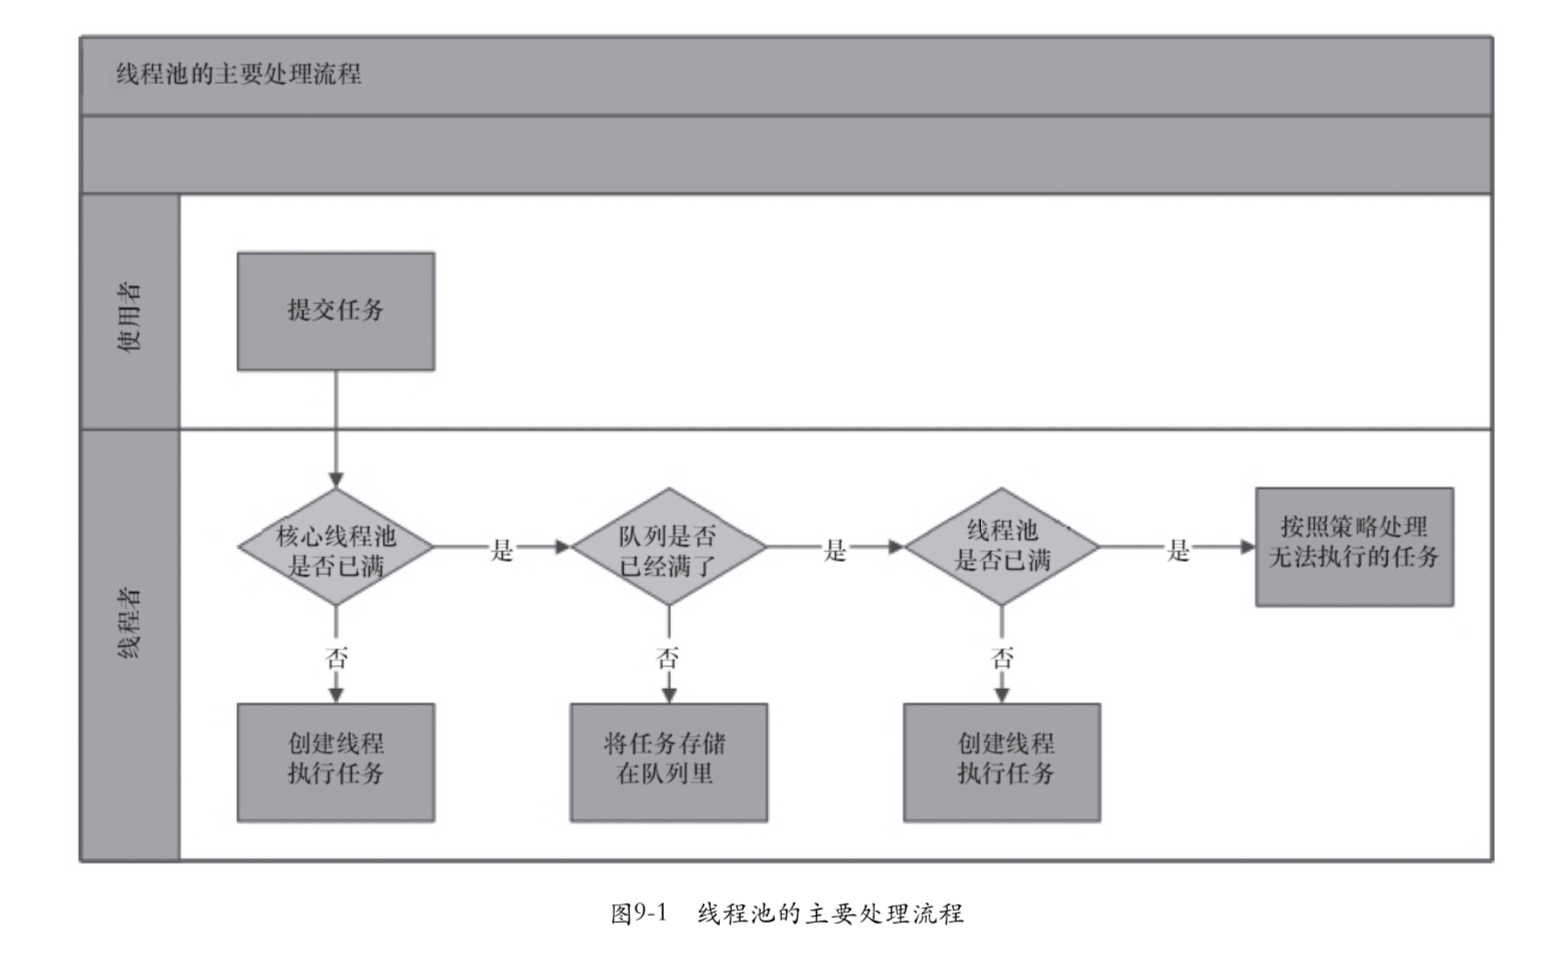 线程池的主要处理流程
使用者
提交任务
线程者
核心线程池
是否已满
是
队列是否
已经满了
是
线程池
是否已满
是
按照策略处理
无法执行的任务
否
否
否
创建线程
执行任务
将任务存储
在队列里
创建线程
执行任务
图9-1 线程池的主要处理流程